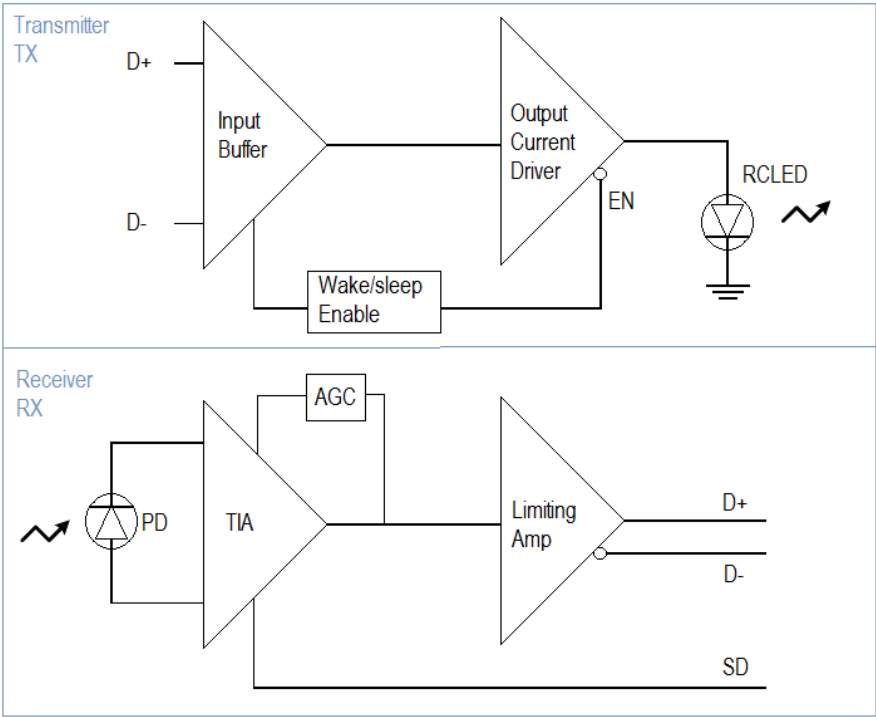 Transmitter
TX
D+
D-
Input
Buffer
Output
Current
Driver
EN
RCLED
Wake/sleep
Enable
Receiver
RX
AGC
PD
TIA
Limiting
Amp
D+
D-
SD